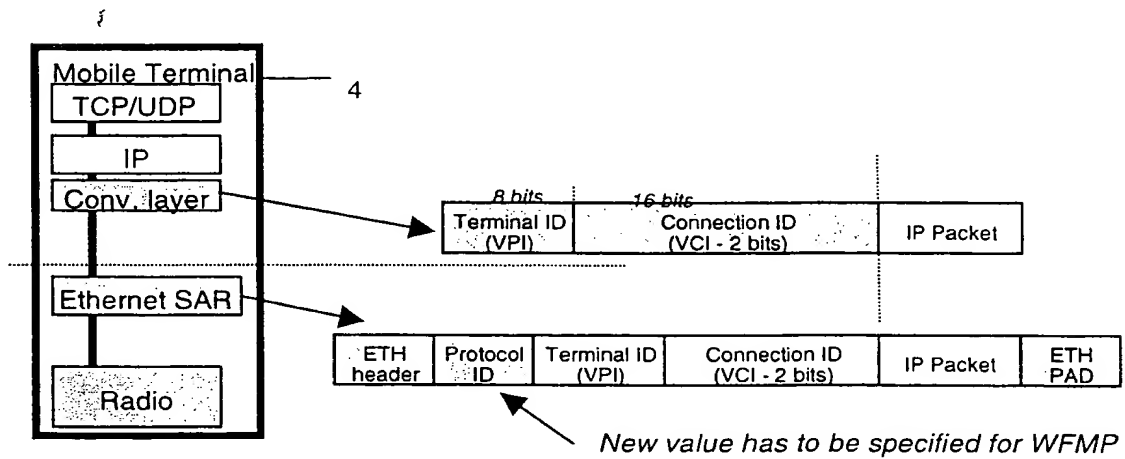 Mobile Terminal
4
TCP/UDP
IP
Conv. layer
8 bits
16 bits
Terminal ID
(VPI)
Connection ID
(VCI - 2 bits)
IP Packet
Ethernet SAR
ETH
header
Protocol
ID
Terminal ID
(VPI)
Connection ID
(VCI - 2 bits)
IP Packet
ETH
PAD
Radio
New value has to be specified for WFMP